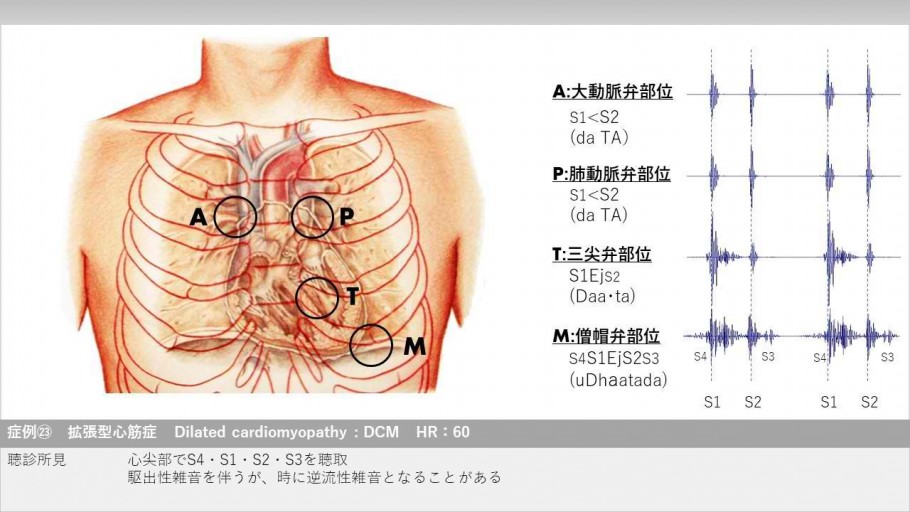 A
P
T
M
A:大動脈弁部位
S1<S2
(da TA)
P:肺動脈弁部位
S1<S2
(da TA)
T:三尖弁部位
S1EjS2
(Daa・ta)
M:僧帽弁部位
S4S1EjS2S3
(uDhaatada)
S4 S3 S4 S3
S1 S2 S1 S2
症例㉓ 拡張型心筋症 Dilated cardiomyopathy : DCM HR : 60
聴診所見 心尖部でS4・S1・S2・S3を聴取
駆出性雑音を伴うが、時に逆流性雑音となることがある